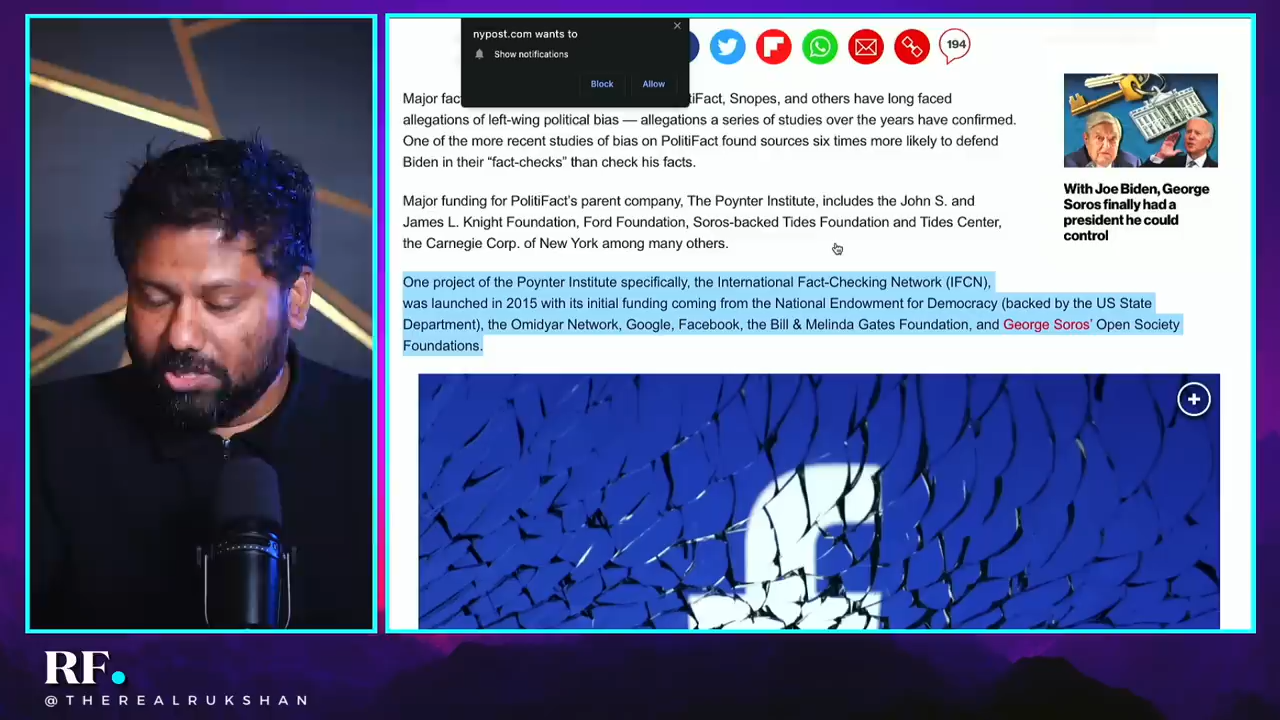 nypost.com wants to
Show notifications
Block
Allow
194
Major fac
tiFact, Snopes, and others have long faced
allegations of left-wing political bias — allegations a series of studies over the years have confirmed.
One of the more recent studies of bias on PolitiFact found sources six times more likely to defend
Biden in their “fact-checks” than check his facts.
Major funding for PolitiFact’s parent company, The Poynter Institute, includes the John S. and
James L. Knight Foundation, Ford Foundation, Soros-backed Tides Foundation and Tides Center,
the Carnegie Corp. of New York among many others.
One project of the Poynter Institute specifically, the International Fact-Checking Network (IFCN),
was launched in 2015 with its initial funding coming from the National Endowment for Democracy (backed by the US State
Department), the Omidyar Network, Google, Facebook, the Bill & Melinda Gates Foundation, and George Soros’ Open Society
Foundations.
With Joe Biden, George
Soros finally had a
president he could
control
RF.
@THEREALRUKSHAN